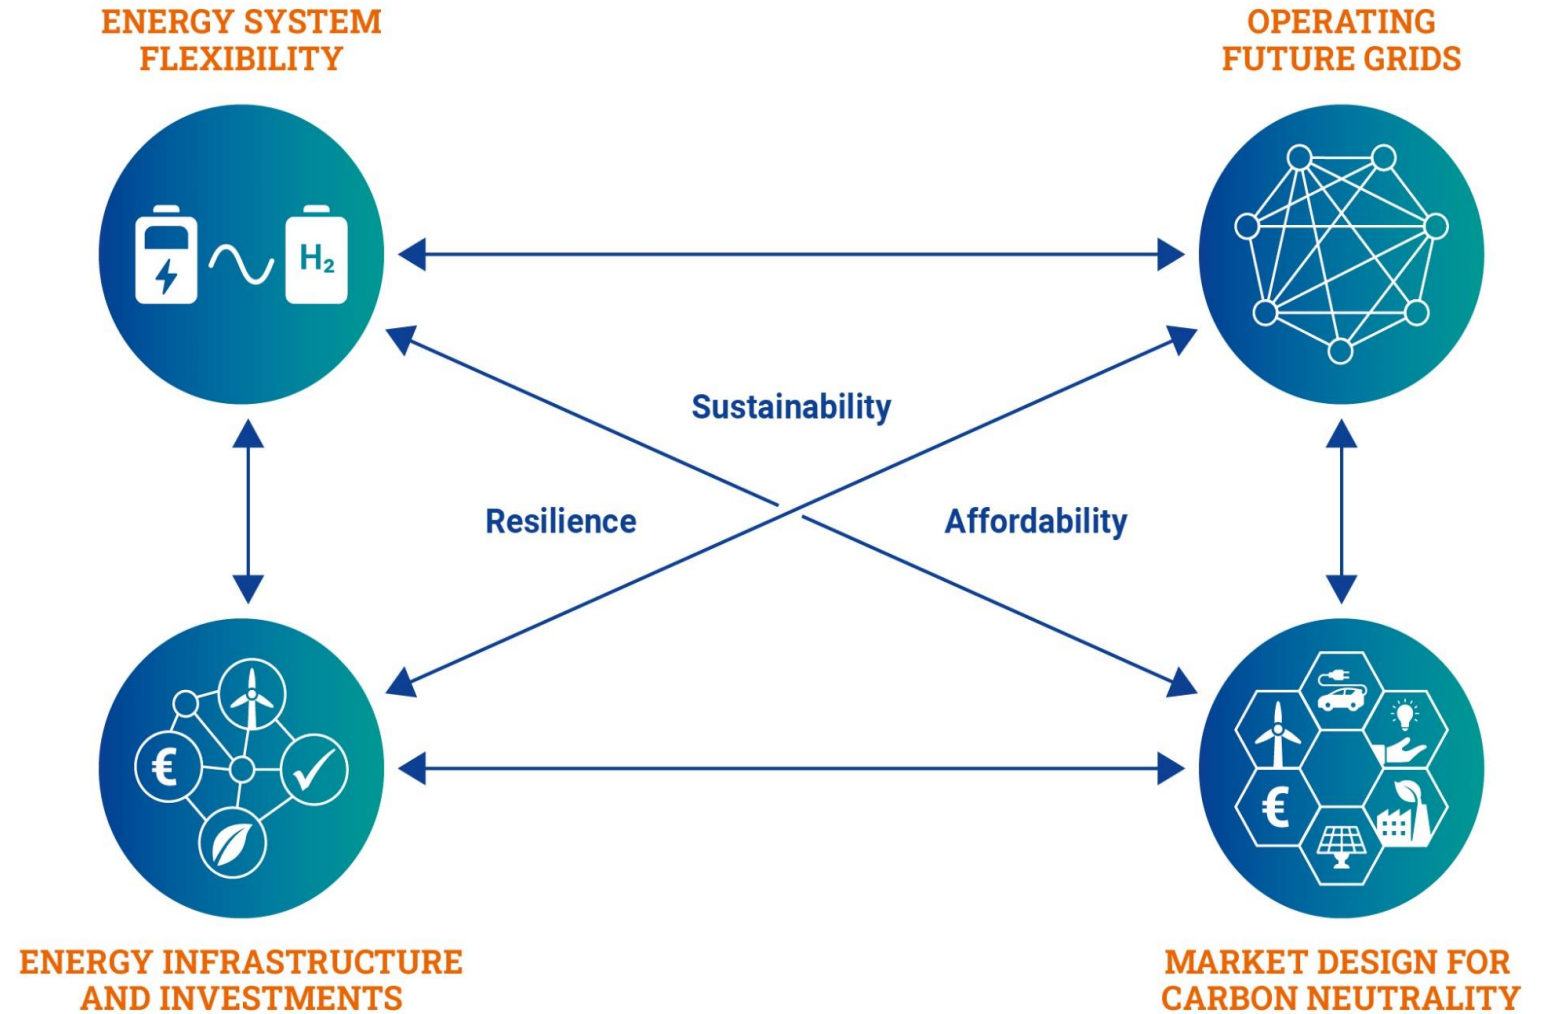 ENERGY SYSTEM
FLEXIBILITY
OPERATING
FUTURE GRIDS
H₂
Sustainability
Resilience
Affordability
€
€
ENERGY INFRASTRUCTURE
AND INVESTMENTS
MARKET DESIGN FOR
CARBON NEUTRALITY